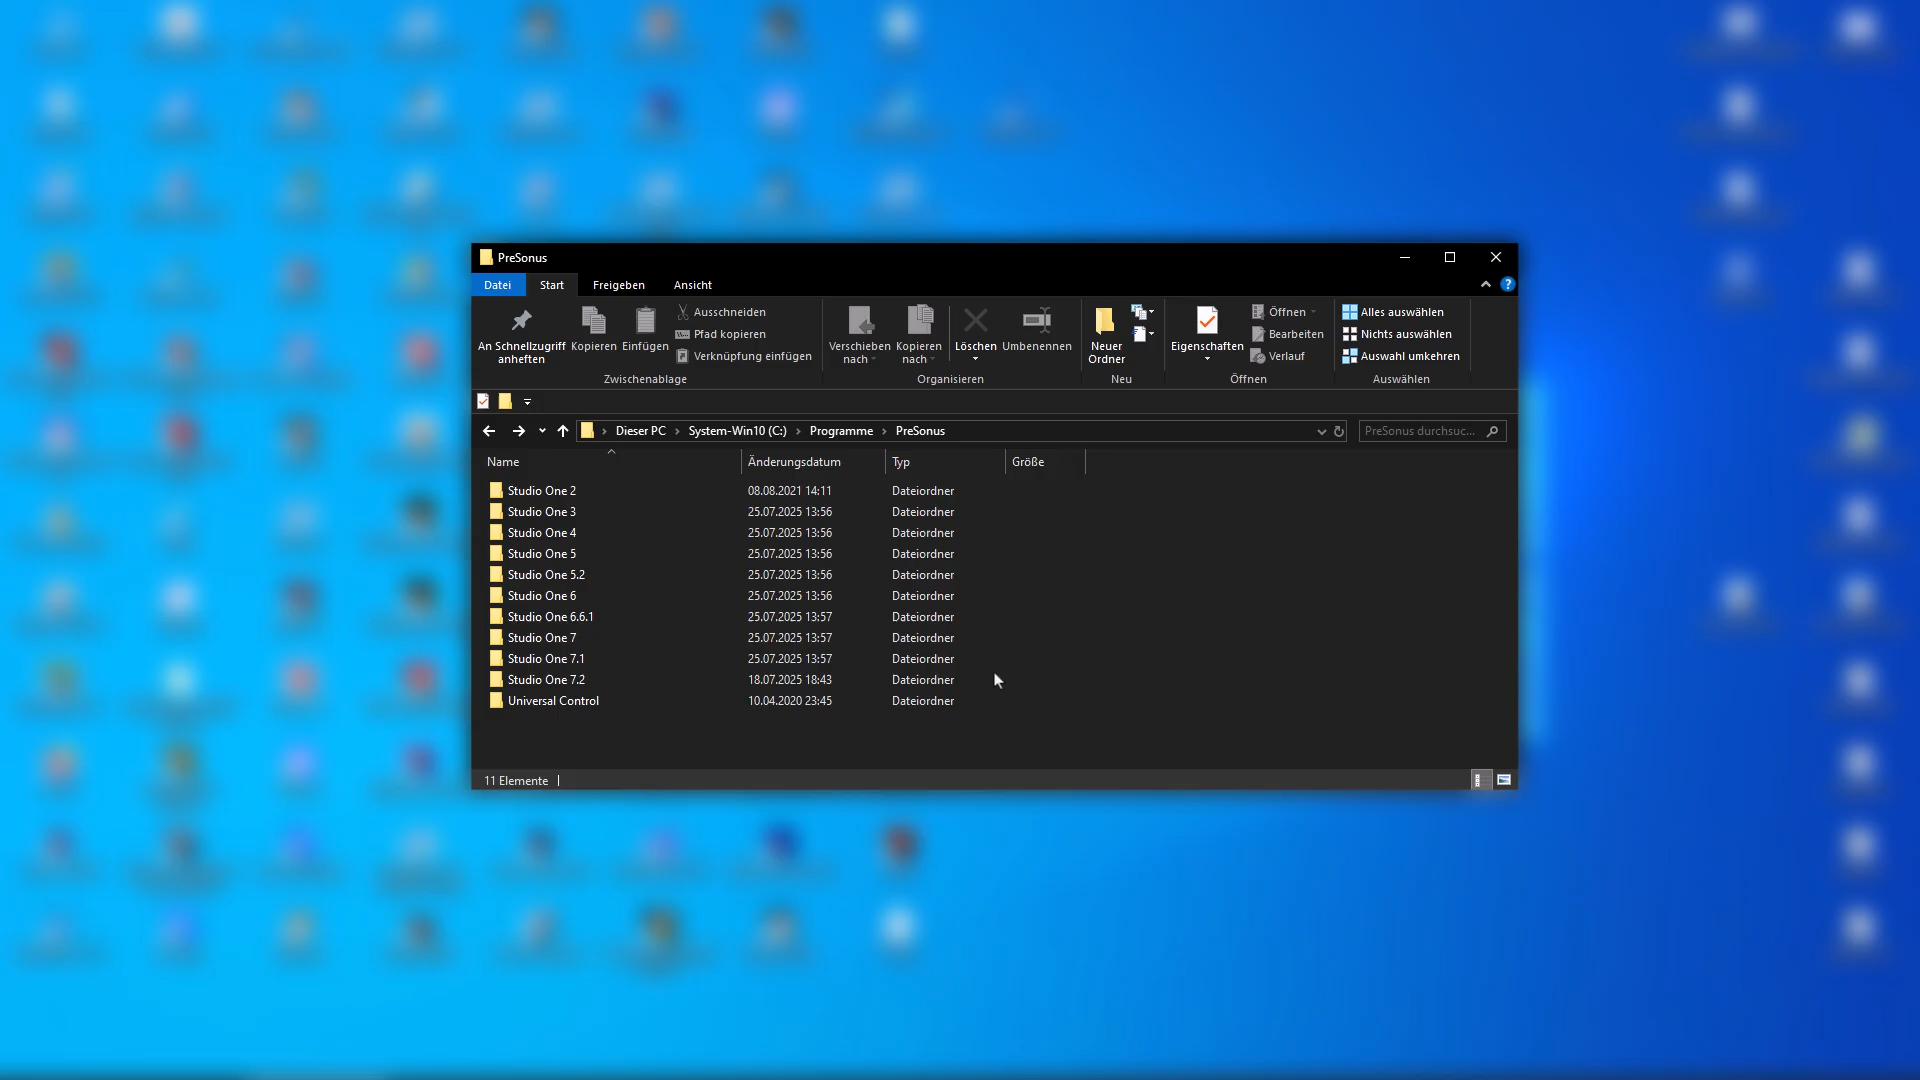 PreSonus
Datei Start Freigeben Ansicht
An Schnellzugriff anheften
Kopieren
Einfügen
Ausschneiden
Pfad kopieren
Verknüpfung einfügen
Zwischenablage
Verschieben nach
Kopieren nach
Löschen
Umbenennen
Organisieren
Neuer Ordner
Neu
Eigenschaften
Öffnen
Bearbeiten
Verlauf
Öffnen
Alles auswählen
Nichts auswählen
Auswahl umkehren
Auswählen
Dieser PC › System-Win10 (C:) › Programme › PreSonus
PreSonus durchsuc...
Name Änderungsdatum Typ Größe
Studio One 2 08.08.2021 14:11 Dateiordner
Studio One 3 25.07.2025 13:56 Dateiordner
Studio One 4 25.07.2025 13:56 Dateiordner
Studio One 5 25.07.2025 13:56 Dateiordner
Studio One 5.2 25.07.2025 13:56 Dateiordner
Studio One 6 25.07.2025 13:56 Dateiordner
Studio One 6.6.1 25.07.2025 13:57 Dateiordner
Studio One 7 25.07.2025 13:57 Dateiordner
Studio One 7.1 25.07.2025 13:57 Dateiordner
Studio One 7.2 18.07.2025 18:43 Dateiordner
Universal Control 10.04.2020 23:45 Dateiordner
11 Elemente